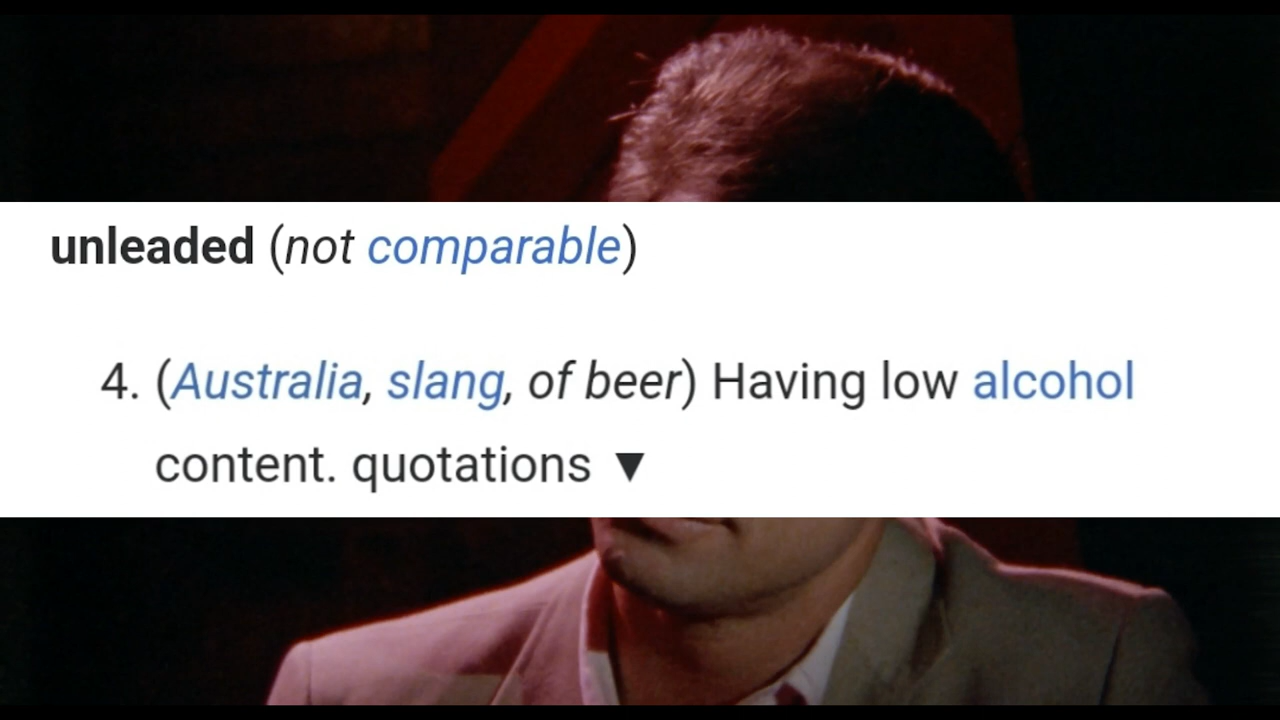 unleaded (not comparable)
4. (Australia, slang, of beer) Having low alcohol
content. quotations ▼